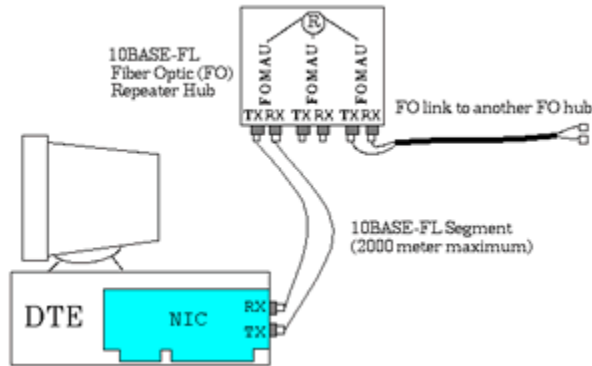 R
10BASE-FL
Fiber Optic (FO)
Repeater Hub
FOMAU FOMAU FOMAU
TX RX TX RX TX RX
FO link to another FO hub
10BASE-FL Segment
(2000 meter maximum)
DTE
NIC
RX
TX